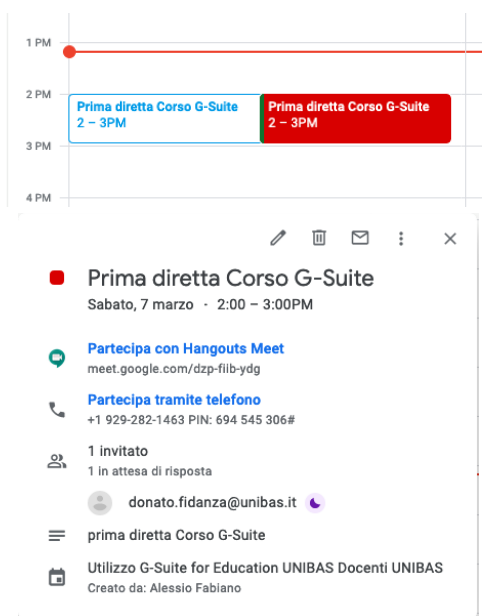 1 PM
2 PM
Prima diretta Corso G-Suite
2 – 3PM
Prima diretta Corso G-Suite
2 – 3PM
3 PM
4 PM
Prima diretta Corso G-Suite
Sabato, 7 marzo · 2:00 – 3:00PM
Partecipa con Hangouts Meet
meet.google.com/dzp-fiib-ydg
Partecipa tramite telefono
+1 929-282-1463 PIN: 694 545 306#
1 invitato
1 in attesa di risposta
donato.fidanza@unibas.it
prima diretta Corso G-Suite
Utilizzo G-Suite for Education UNIBAS Docenti UNIBAS
Creato da: Alessio Fabiano